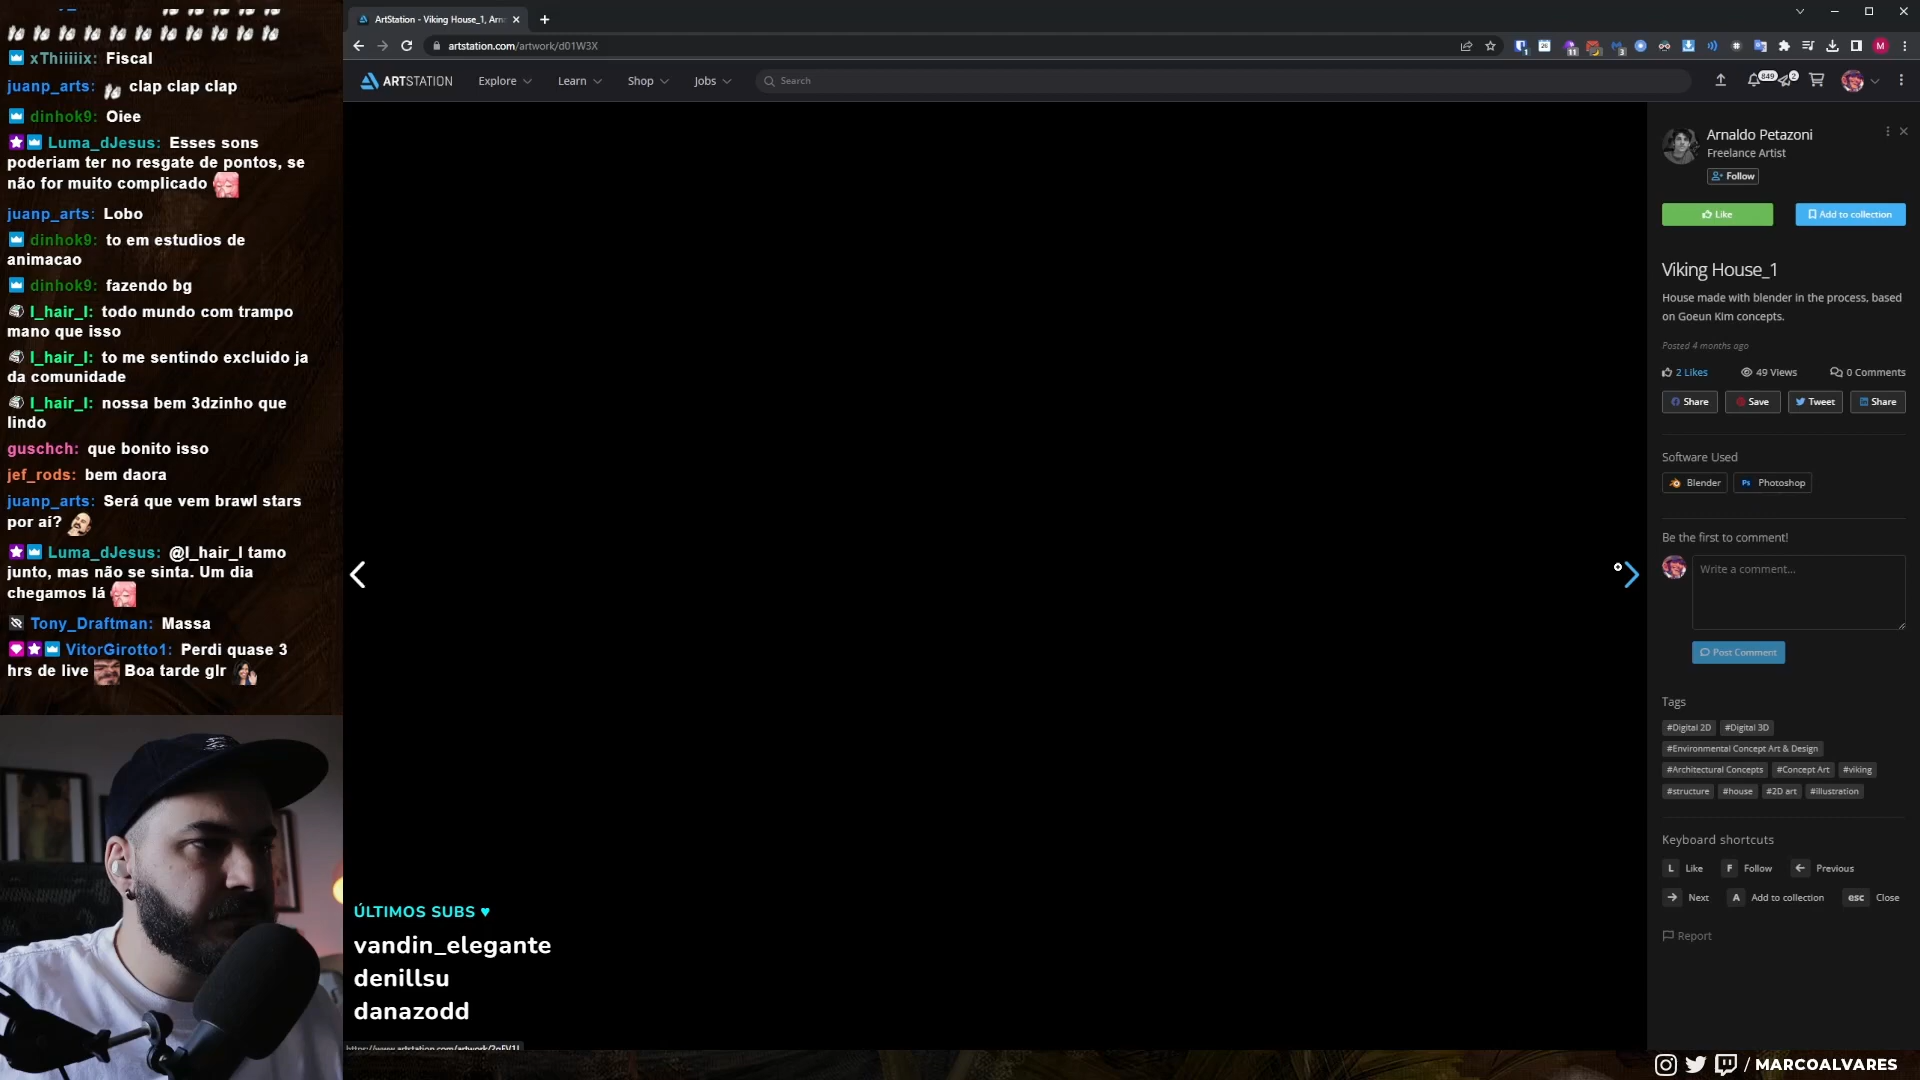 xThiiiiix: Fiscal
juanp_arts: clap clap clap
dinhok9: Oiee
Luma_dJesus: Esses sons
poderiam ter no resgate de pontos, se
não for muito complicado
juanp_arts: Lobo
dinhok9: to em estudios de
animacao
dinhok9: fazendo bg
l_hair_l: todo mundo com trampo
mano que isso
l_hair_l: to me sentindo excluido ja
da comunidade
l_hair_l: nossa bem 3dzinho que
lindo
guschch: que bonito isso
jef_rods: bem daora
juanp_arts: Será que vem brawl stars
por ai?
Luma_dJesus: @l_hair_l tamo
junto, mas não se sinta. Um dia
chegamos lá
Tony_Draftman: Massa
VitorGirotto1: Perdi quase 3
hrs de live Boa tarde glr
ArtStation - Viking House_1, Arn
artstation.com/artwork/d01W3X
ARTSTATION Explore Learn Shop Jobs Search
849 2
Arnaldo Petazoni
Freelance Artist
Follow
Like Add to collection
Viking House_1
House made with blender in the process, based
on Goeun Kim concepts.
Posted 4 months ago
2 Likes 49 Views 0 Comments
Share Save Tweet Share
Software Used
Blender Ps Photoshop
Be the first to comment!
Write a comment...
Post Comment
Tags
#Digital 2D #Digital 3D
#Environmental Concept Art & Design
#Architectural Concepts #Concept Art #viking
#structure #house #2D art #illustration
Keyboard shortcuts
L Like F Follow Previous
Next A Add to collection esc Close
Report
ÚLTIMOS SUBS ♥
vandin_elegante
denillsu
danazodd
/ MARCOALVARES